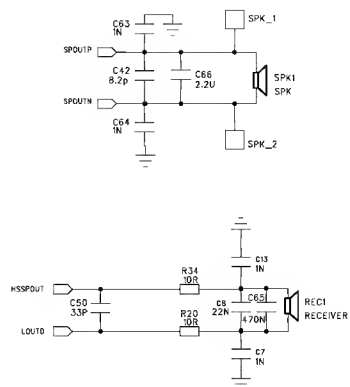 C63
1N
SPK_1
SPOUTP
C42
8.2p
C66
2.2U
SPK1
SPK
SPOUTN
C64
1N
SPK_2
C13
1N
R34
10R
HSSPOUT
C50
33P
C8
22N
C65
470N
REC1
RECEIVER
R20
10R
LOUTD
C7
1N